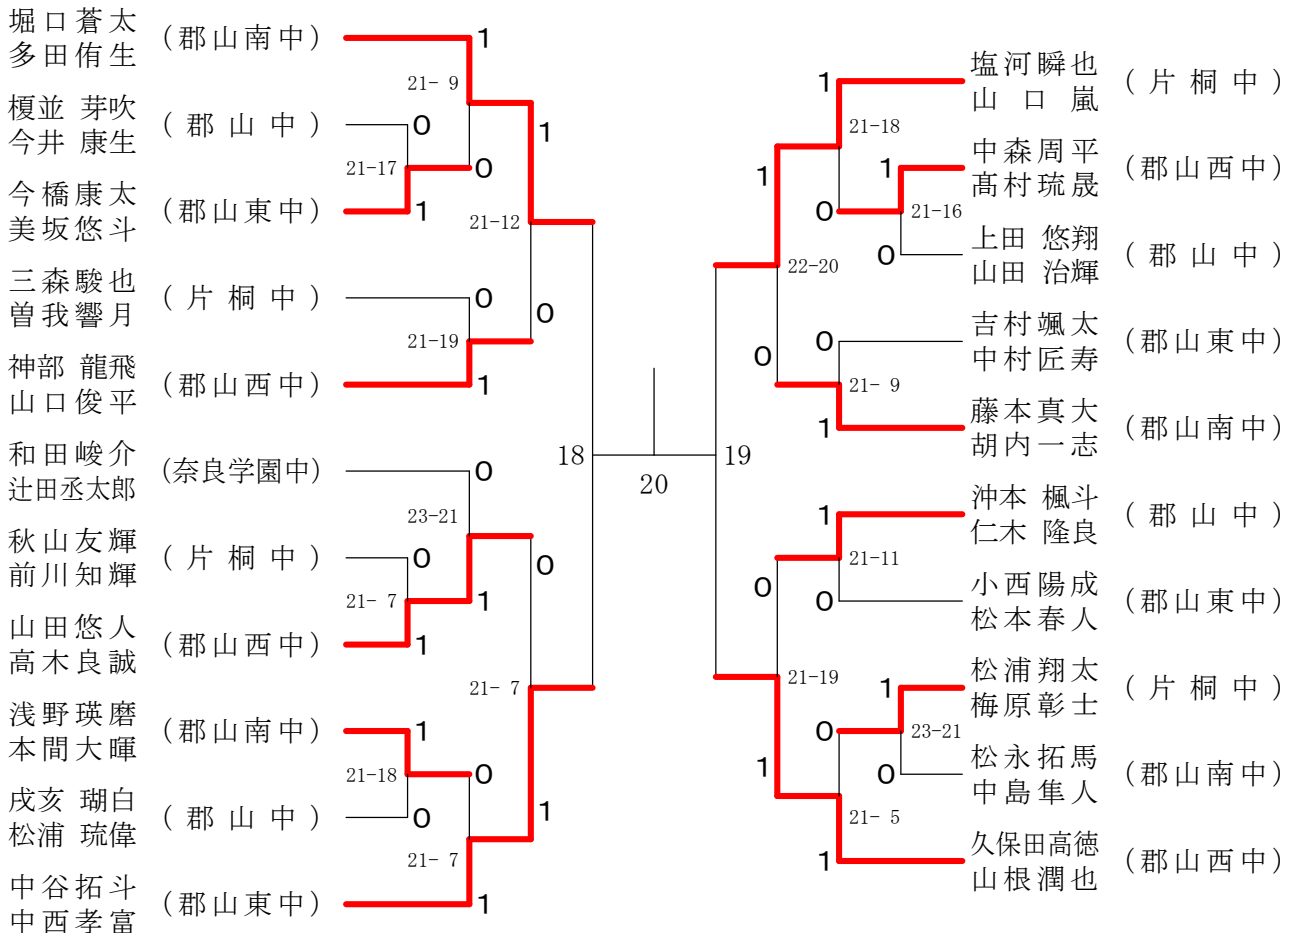 堀口蒼太
多田侑生
(郡山南中)
1
21- 9
榎並 芽吹
今井 康生
(郡山中)
0
21-17
0
今橋康太
美坂悠斗
(郡山東中)
1
1
21-12
三森駿也
曽我響月
(片桐中)
0
21-19
0
神部 龍飛
山口俊平
(郡山西中)
1
和田峻介
辻田丞太郎
(奈良学園中)
0
23-21
秋山友輝
前川知輝
(片桐中)
0
21- 7
1
0
山田悠人
高木良誠
(郡山西中)
1
21- 7
浅野瑛磨
本間大暉
(郡山南中)
1
21-18
0
戌亥 瑚白
松浦 琉偉
(郡山中)
0
1
21- 7
中谷拓斗
中西孝富
(郡山東中)
1
18
20
19
1
塩河瞬也
山口嵐
(片桐中)
21-18
1
1
中森周平
髙村琉晟
(郡山西中)
0
21-16
0
上田 悠翔
山田 治輝
(郡山中)
22-20
0
0
吉村颯太
中村匠寿
(郡山東中)
21- 9
1
藤本真大
胡内一志
(郡山南中)
1
沖本 楓斗
仁木 隆良
(郡山中)
21-11
0
0
小西陽成
松本春人
(郡山東中)
21-19
1
松浦翔太
梅原彰士
(片桐中)
0
23-21
1
0
松永拓馬
中島隼人
(郡山南中)
21- 5
1
久保田高徳
山根潤也
(郡山西中)